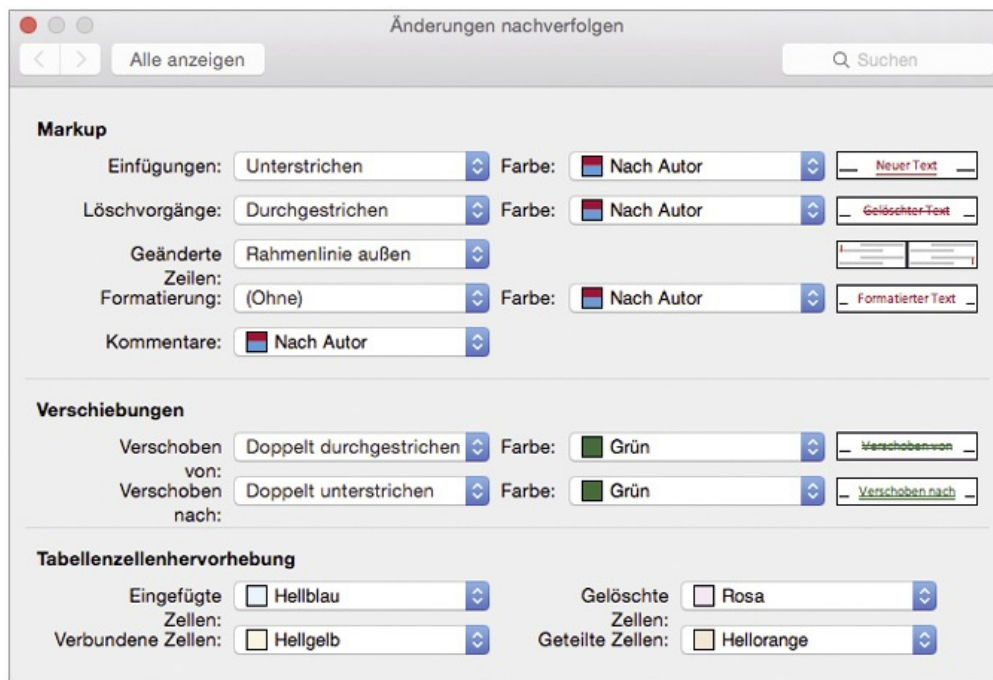 Änderungen nachverfolgen
Alle anzeigen
Suchen
Markup
Einfügungen: Unterstrichen Farbe: Nach Autor Neuer Text
Löschvorgänge: Durchgestrichen Farbe: Nach Autor Gelöschter Text
Geänderte Rahmenlinie außen
Zeilen:
Formatierung: (Ohne) Farbe: Nach Autor Formatierter Text
Kommentare: Nach Autor
Verschiebungen
Verschoben Doppelt durchgestrichen Farbe: Grün Verschoben von
von:
Verschoben Doppelt unterstrichen Farbe: Grün Verschoben nach
nach:
Tabellenzellenhervorhebung
Eingefügte Hellblau Gelöschte Rosa
Zellen: Zellen:
Verbundene Zellen: Hellgelb Geteilte Zellen: Hellorange